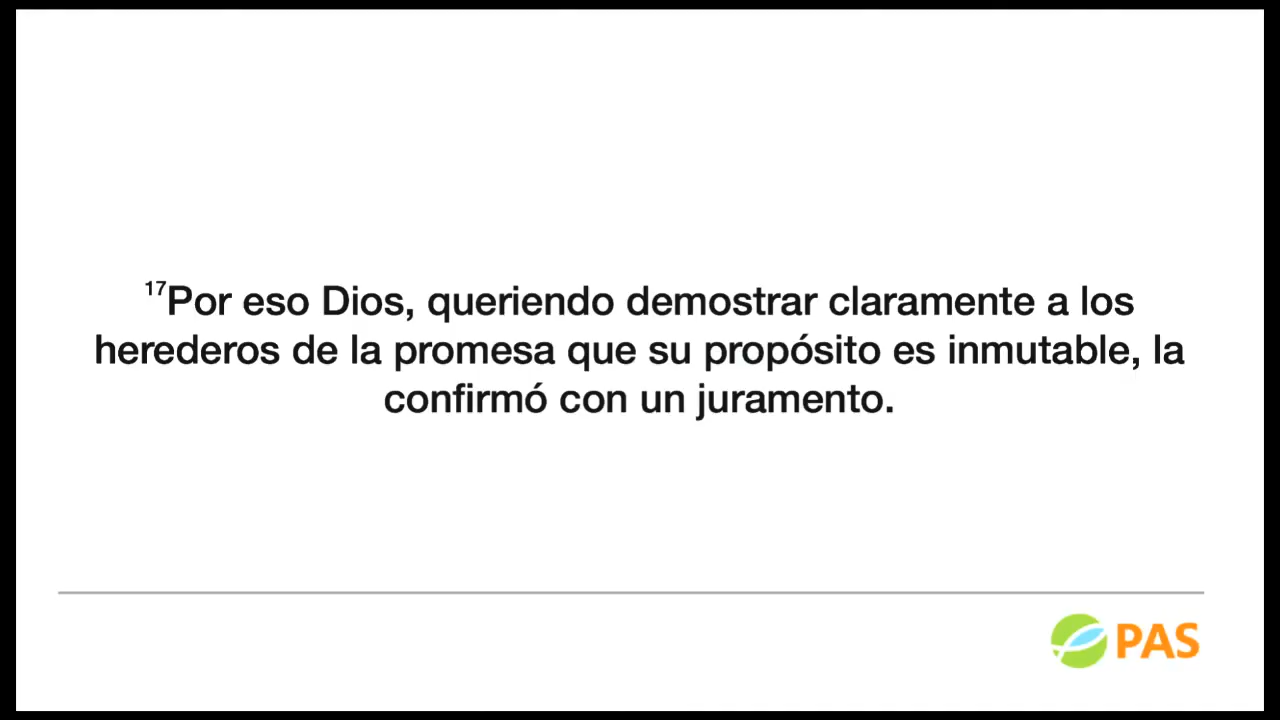 17Por eso Dios, queriendo demostrar claramente a los
herederos de la promesa que su propósito es inmutable, la
confirmó con un juramento.
PAS